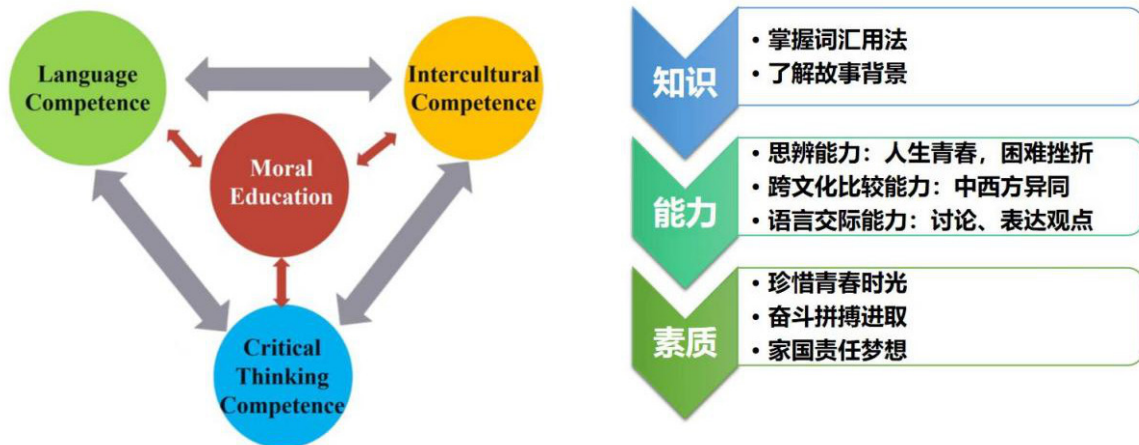 Language
Competence
Intercultural
Competence
Moral
Education
Critical
Thinking
Competence
知识
• 掌握词汇用法
• 了解故事背景
能力
• 思辨能力：人生青春，困难挫折
• 跨文化比较能力：中西方异同
• 语言交际能力：讨论、表达观点
素质
• 珍惜青春时光
• 奋斗拼搏进取
• 家国责任梦想